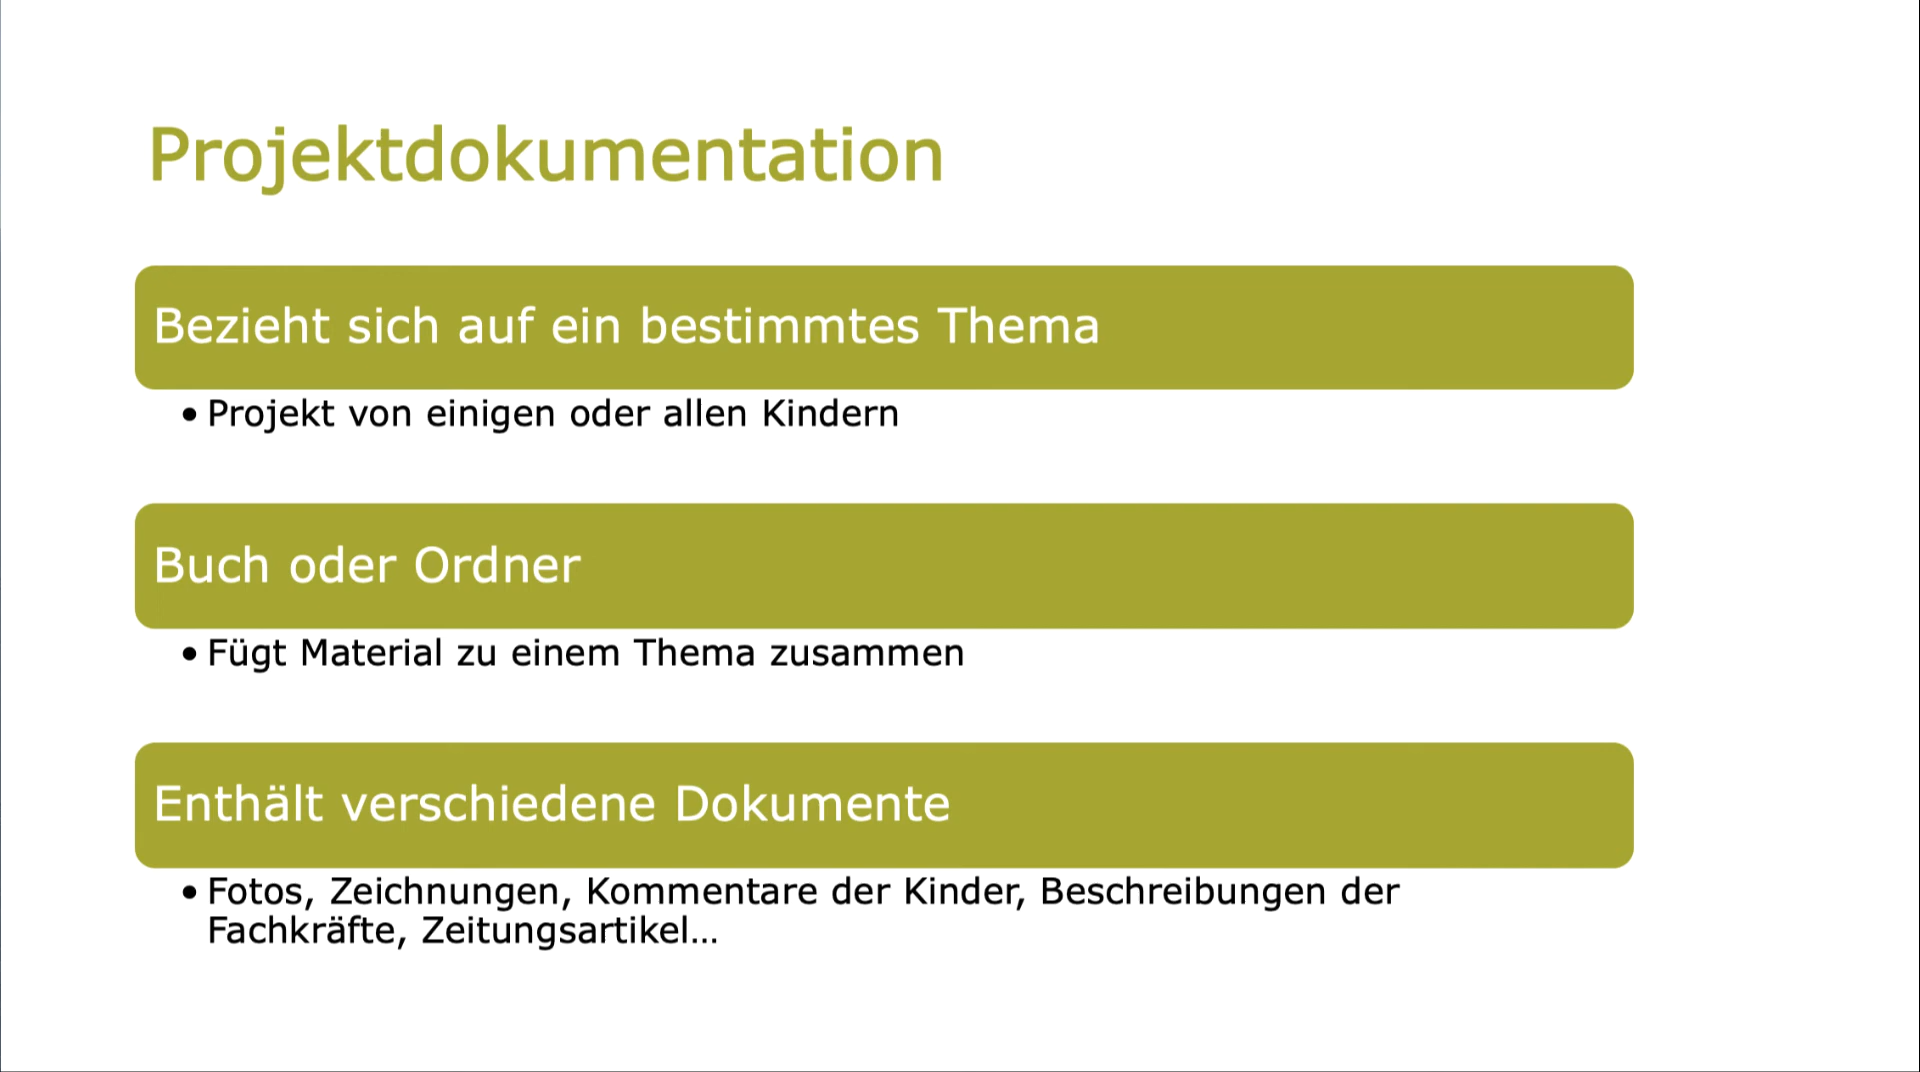 Projektdokumentation
Bezieht sich auf ein bestimmtes Thema
• Projekt von einigen oder allen Kindern
Buch oder Ordner
• Fügt Material zu einem Thema zusammen
Enthält verschiedene Dokumente
• Fotos, Zeichnungen, Kommentare der Kinder, Beschreibungen der
Fachkräfte, Zeitungsartikel…